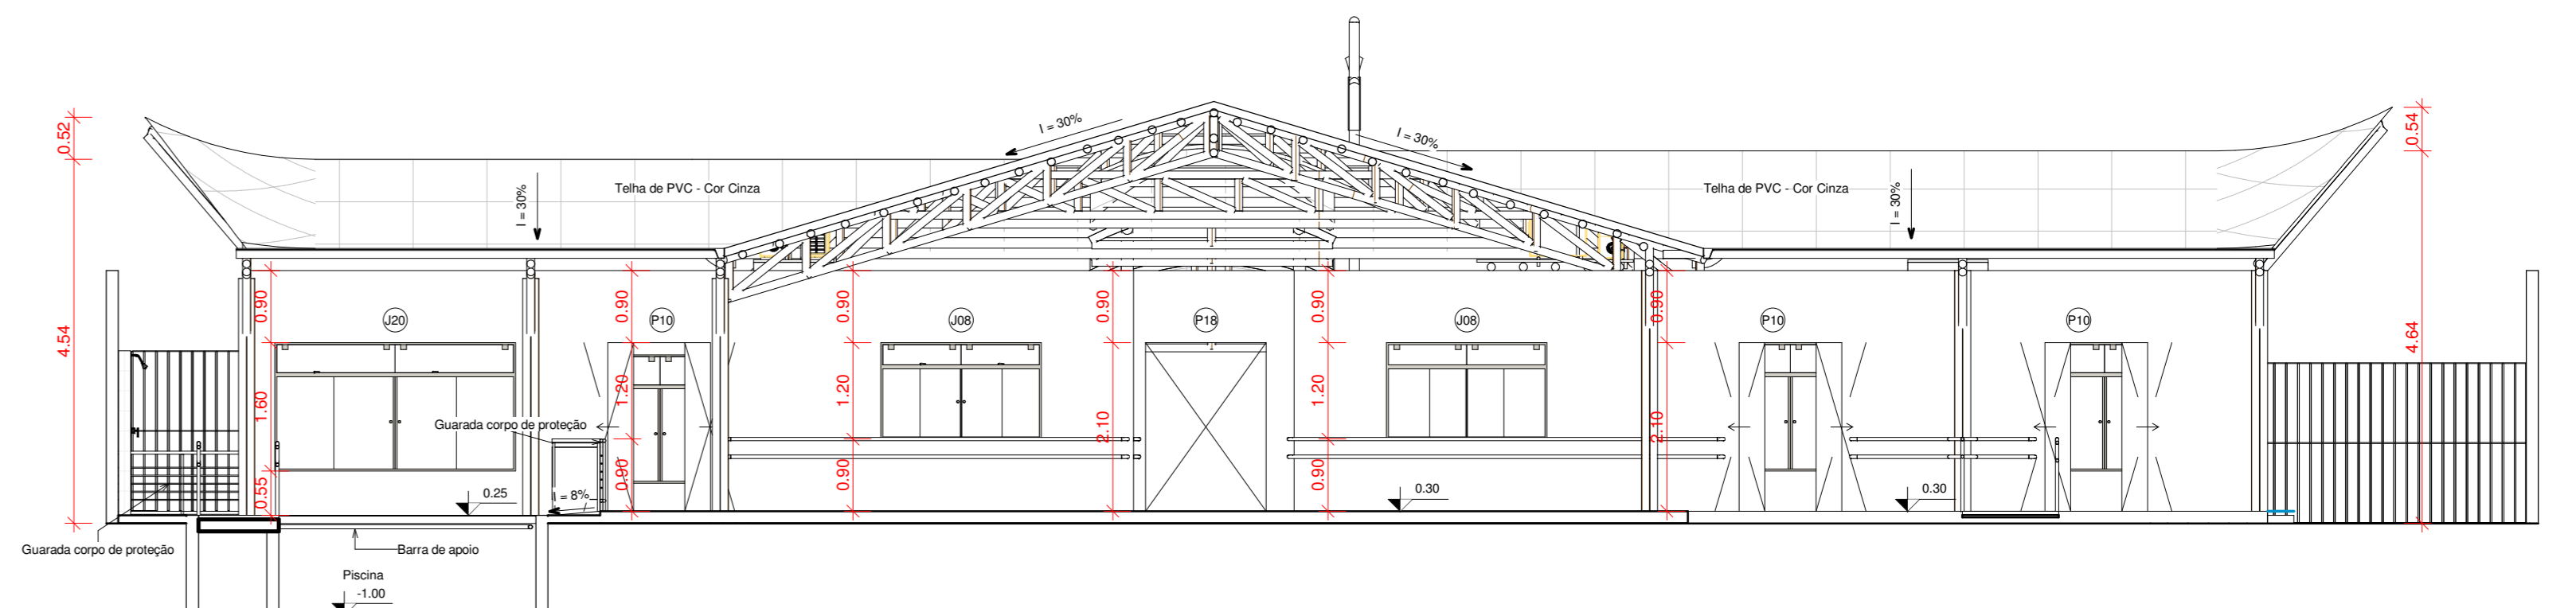 I = 30%
I = 30%
0.52
0.54
Telha de PVC - Cor Cinza
I = 30%
Telha de PVC - Cor Cinza
I = 30%
4.54
0.90
J20
0.90
P10
0.90
J08
0.90
P18
0.90
J08
0.90
P10
P10
4.64
1.60
1.20
1.20
2.10
1.20
2.10
Guarada corpo de proteção
0.55
0.25
0.90
I = 8%
0.90
0.90
0.30
0.30
Guarada corpo de proteção
Barra de apoio
Piscina
-1.00